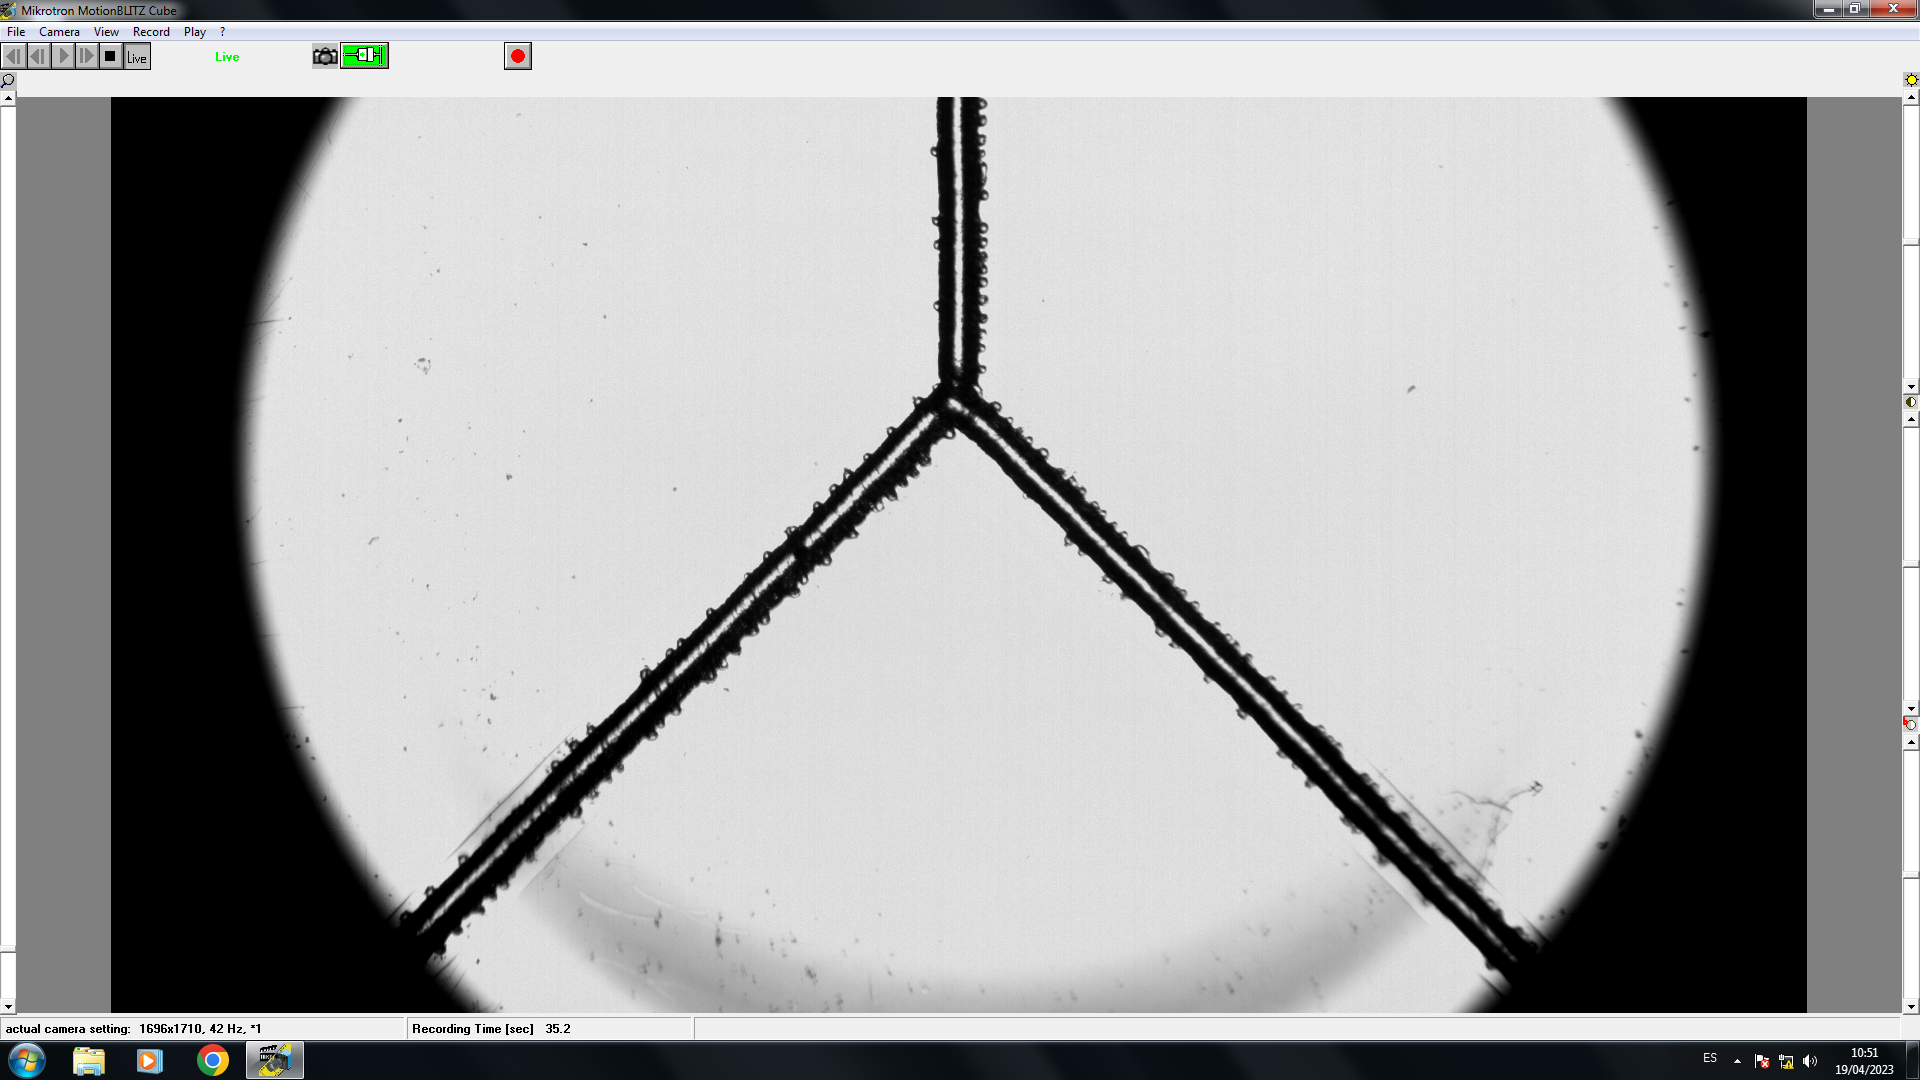 Mikrotron MotionBLITZ Cube
File Camera View Record Play ?
Live Live
actual camera setting: 1696x1710, 42 Hz, *1 Recording Time [sec] 35.2
ES 10:51
19/04/2023